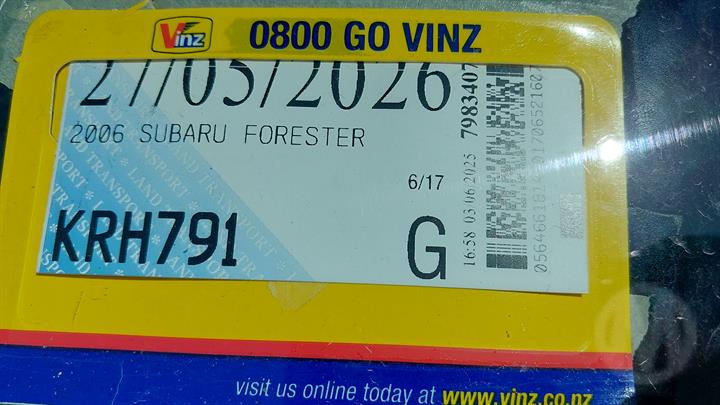 Vinz
0800 GO VINZ
27/05/2026
2006 SUBARU FORESTER
6/17
KRH791
G
16:58 03 06 2025 7983407
visit us online today at www.vinz.co.nz